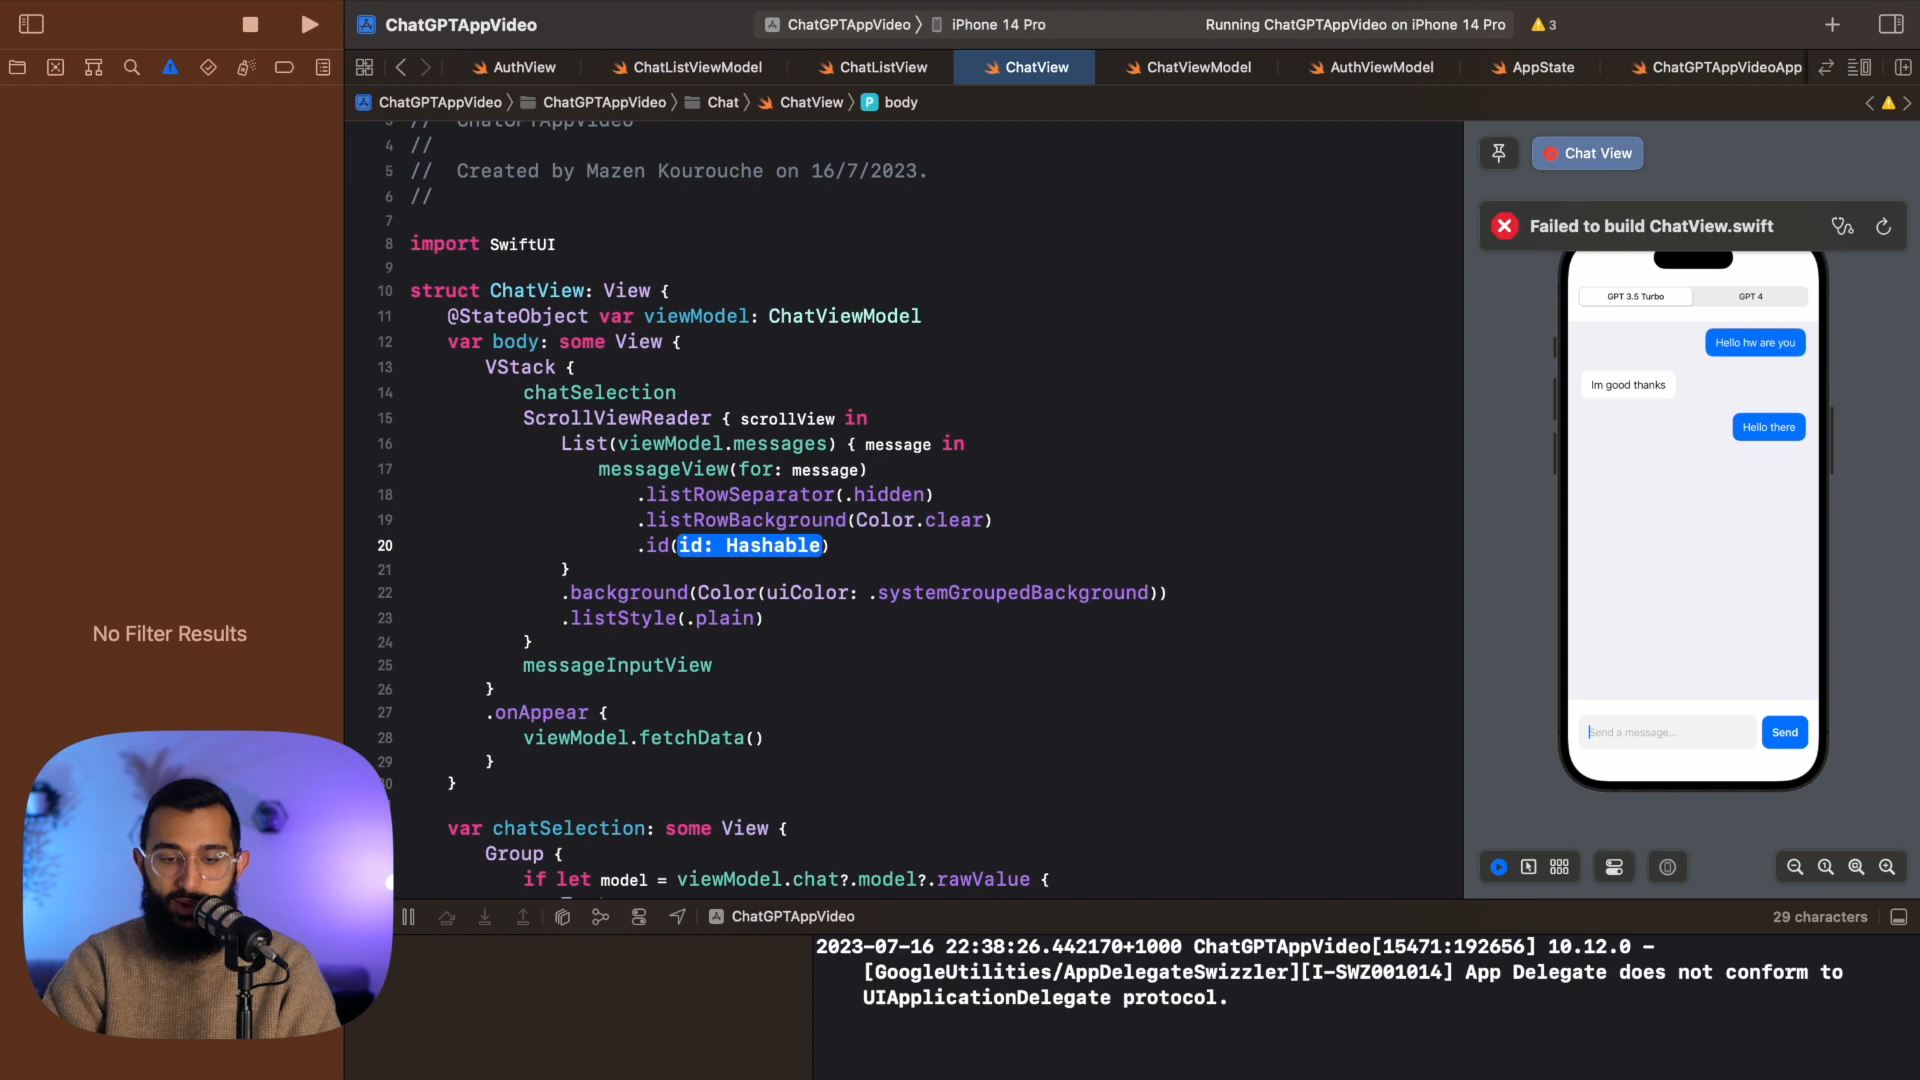 ChatGPTAppVideo
ChatGPTAppVideo 〉 iPhone 14 Pro
Running ChatGPTAppVideo on iPhone 14 Pro
3
AuthView
ChatListViewModel
ChatListView
ChatView
ChatViewModel
AuthViewModel
AppState
ChatGPTAppVideoApp
ChatGPTAppVideo 〉 ChatGPTAppVideo 〉 Chat 〉 ChatView 〉 P body
No Filter Results
3 //  ChatGPTAppVideo
4 //
5 //  Created by Mazen Kourouche on 16/7/2023.
6 //
7
8 import SwiftUI
9
10 struct ChatView: View {
11 @StateObject var viewModel: ChatViewModel
12 var body: some View {
13 VStack {
14 chatSelection
15 ScrollViewReader { scrollView in
16 List(viewModel.messages) { message in
17 messageView(for: message)
18 .listRowSeparator(.hidden)
19 .listRowBackground(Color.clear)
20 .id(id: Hashable)
21 }
22 .background(Color(uiColor: .systemGroupedBackground))
23 .listStyle(.plain)
24 }
25 messageInputView
26 }
27 .onAppear {
28 viewModel.fetchData()
29 }
30 }
var chatSelection: some View {
Group {
if let model = viewModel.chat?.model?.rawValue {
Chat View
Failed to build ChatView.swift
GPT 3.5 Turbo
GPT 4
Hello hw are you
Im good thanks
Hello there
Send a message...
Send
ChatGPTAppVideo
29 characters
2023-07-16 22:38:26.442170+1000 ChatGPTAppVideo[15471:192656] 10.12.0 -
[GoogleUtilities/AppDelegateSwizzler][I-SWZ001014] App Delegate does not conform to
UIApplicationDelegate protocol.